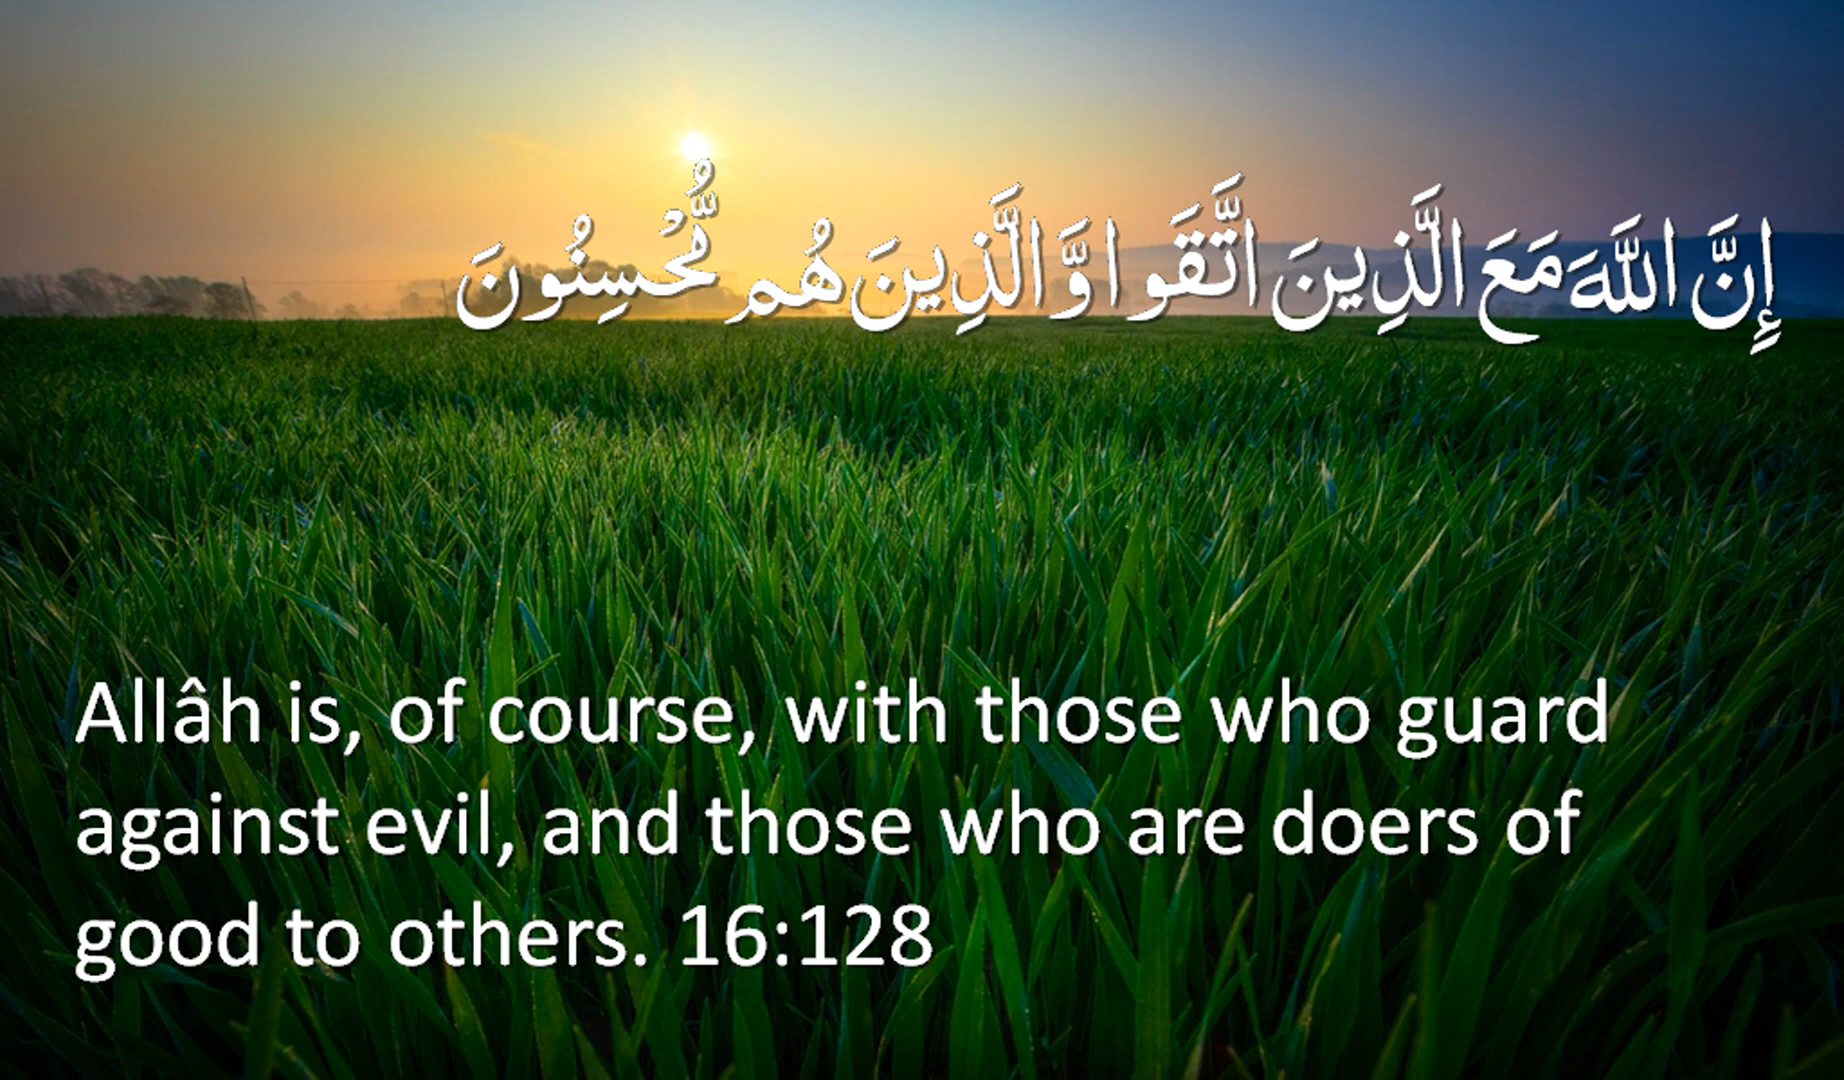 إِنَّ اللَّهَ مَعَ الَّذِينَ اتَّقَوا وَّالَّذِينَ هُم مُّحْسِنُونَ
Allâh is, of course, with those who guard
against evil, and those who are doers of
good to others. 16:128